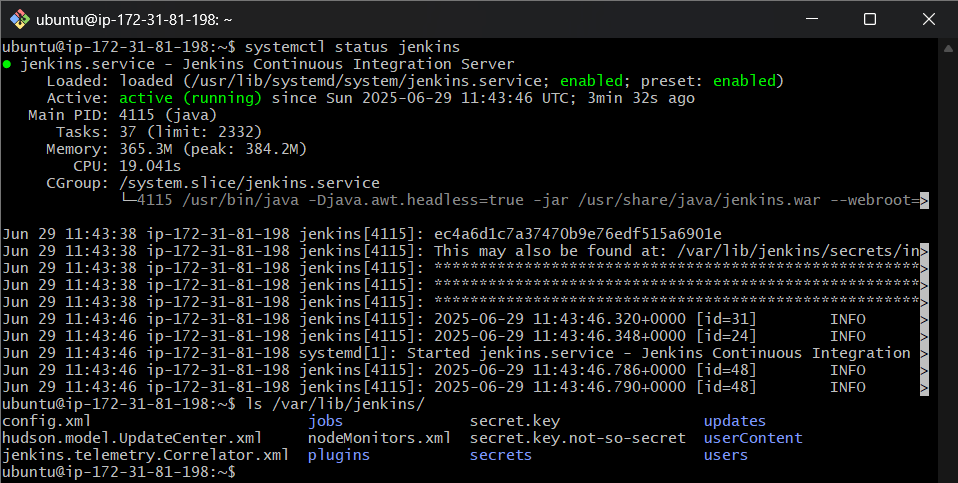 ubuntu@ip-172-31-81-198: ~
ubuntu@ip-172-31-81-198:~$ systemctl status jenkins
● jenkins.service - Jenkins Continuous Integration Server
     Loaded: loaded (/usr/lib/systemd/system/jenkins.service; enabled; preset: enabled)
     Active: active (running) since Sun 2025-06-29 11:43:46 UTC; 3min 32s ago
   Main PID: 4115 (java)
      Tasks: 37 (limit: 2332)
     Memory: 365.3M (peak: 384.2M)
        CPU: 19.041s
     CGroup: /system.slice/jenkins.service
             └─4115 /usr/bin/java -Djava.awt.headless=true -jar /usr/share/java/jenkins.war --webroot=>
Jun 29 11:43:38 ip-172-31-81-198 jenkins[4115]: ec4a6d1c7a37470b9e76edf515a6901e
Jun 29 11:43:38 ip-172-31-81-198 jenkins[4115]: This may also be found at: /var/lib/jenkins/secrets/in>
Jun 29 11:43:38 ip-172-31-81-198 jenkins[4115]: ******************************************************>
Jun 29 11:43:38 ip-172-31-81-198 jenkins[4115]: ******************************************************>
Jun 29 11:43:38 ip-172-31-81-198 jenkins[4115]: ******************************************************>
Jun 29 11:43:46 ip-172-31-81-198 jenkins[4115]: 2025-06-29 11:43:46.320+0000 [id=31]        INFO      >
Jun 29 11:43:46 ip-172-31-81-198 jenkins[4115]: 2025-06-29 11:43:46.348+0000 [id=24]        INFO      >
Jun 29 11:43:46 ip-172-31-81-198 systemd[1]: Started jenkins.service - Jenkins Continuous Integration >
Jun 29 11:43:46 ip-172-31-81-198 jenkins[4115]: 2025-06-29 11:43:46.786+0000 [id=48]        INFO      >
Jun 29 11:43:46 ip-172-31-81-198 jenkins[4115]: 2025-06-29 11:43:46.790+0000 [id=48]        INFO      >
ubuntu@ip-172-31-81-198:~$ ls /var/lib/jenkins/
config.xml                      jobs              secret.key                updates
hudson.model.UpdateCenter.xml   nodeMonitors.xml  secret.key.not-so-secret  userContent
jenkins.telemetry.Correlator.xml  plugins           secrets                   users
ubuntu@ip-172-31-81-198:~$